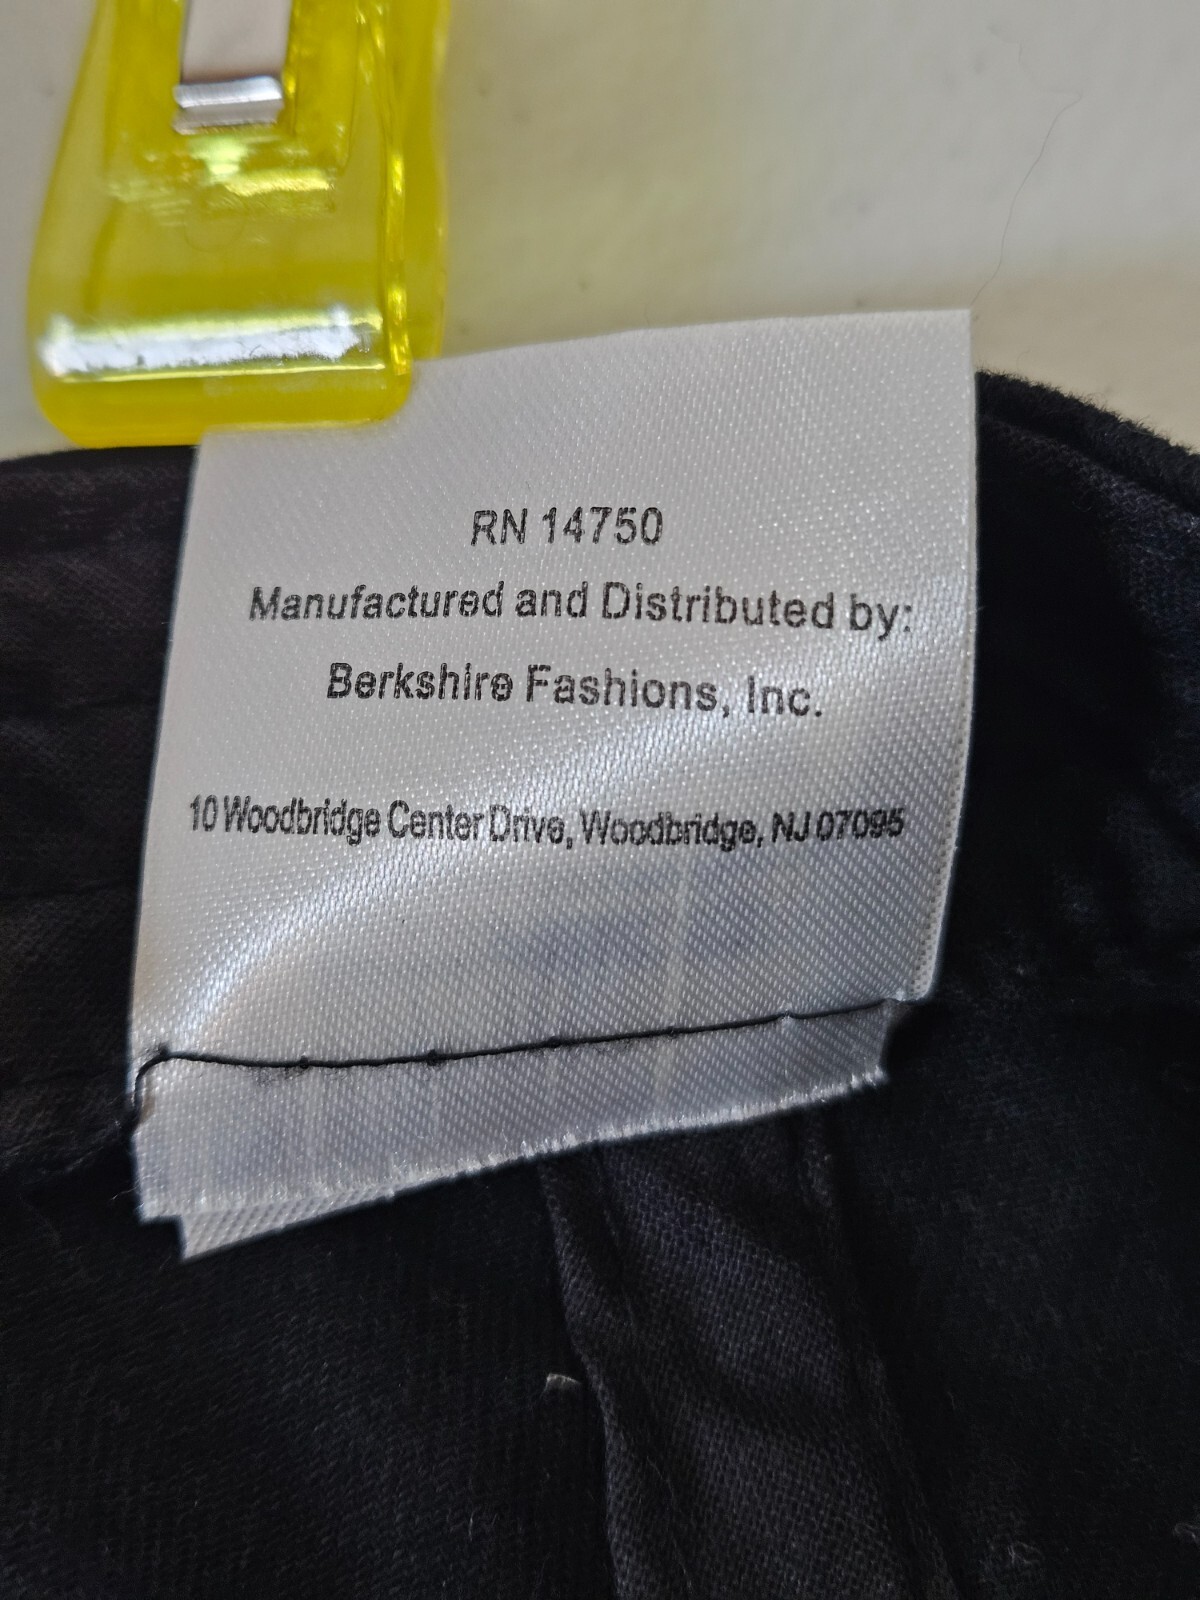 RN 14750
Manufactured and Distributed by:
Berkshire Fashions, Inc.
10 Woodbridge Center Drive, Woodbridge, NJ 07095